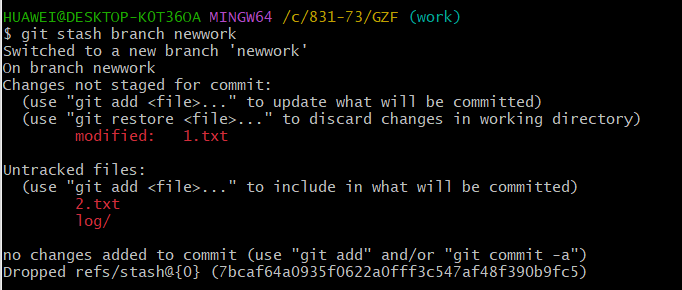 HUAWEI@DESKTOP-KOT36OA MINGW64 /c/831-73/GZF (work)
$ git stash branch newwork
Switched to a new branch 'newwork'
On branch newwork
Changes not staged for commit:
  (use "git add <file>..." to update what will be committed)
  (use "git restore <file>..." to discard changes in working directory)
        modified:   1.txt

Untracked files:
  (use "git add <file>..." to include in what will be committed)
        2.txt
        log/

no changes added to commit (use "git add" and/or "git commit -a")
Dropped refs/stash@{0} (7bcaf64a0935f0622a0fff3c547af48f390b9fc5)